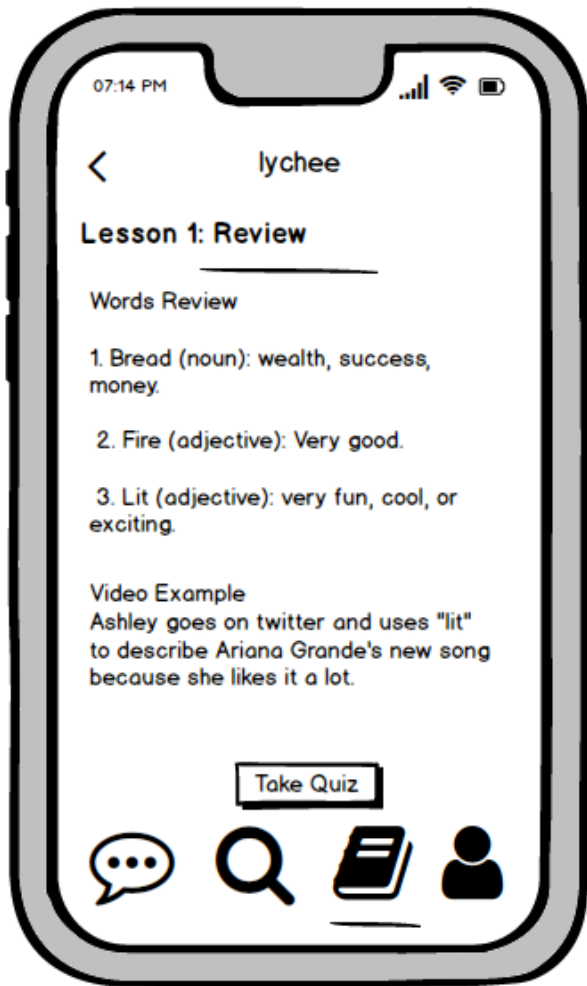 07:14 PM
lychee
Lesson 1: Review
Words Review
1. Bread (noun): wealth, success,
money.
2. Fire (adjective): Very good.
3. Lit (adjective): very fun, cool, or
exciting.
Video Example
Ashley goes on twitter and uses "lit"
to describe Ariana Grande's new song
because she likes it a lot.
Take Quiz